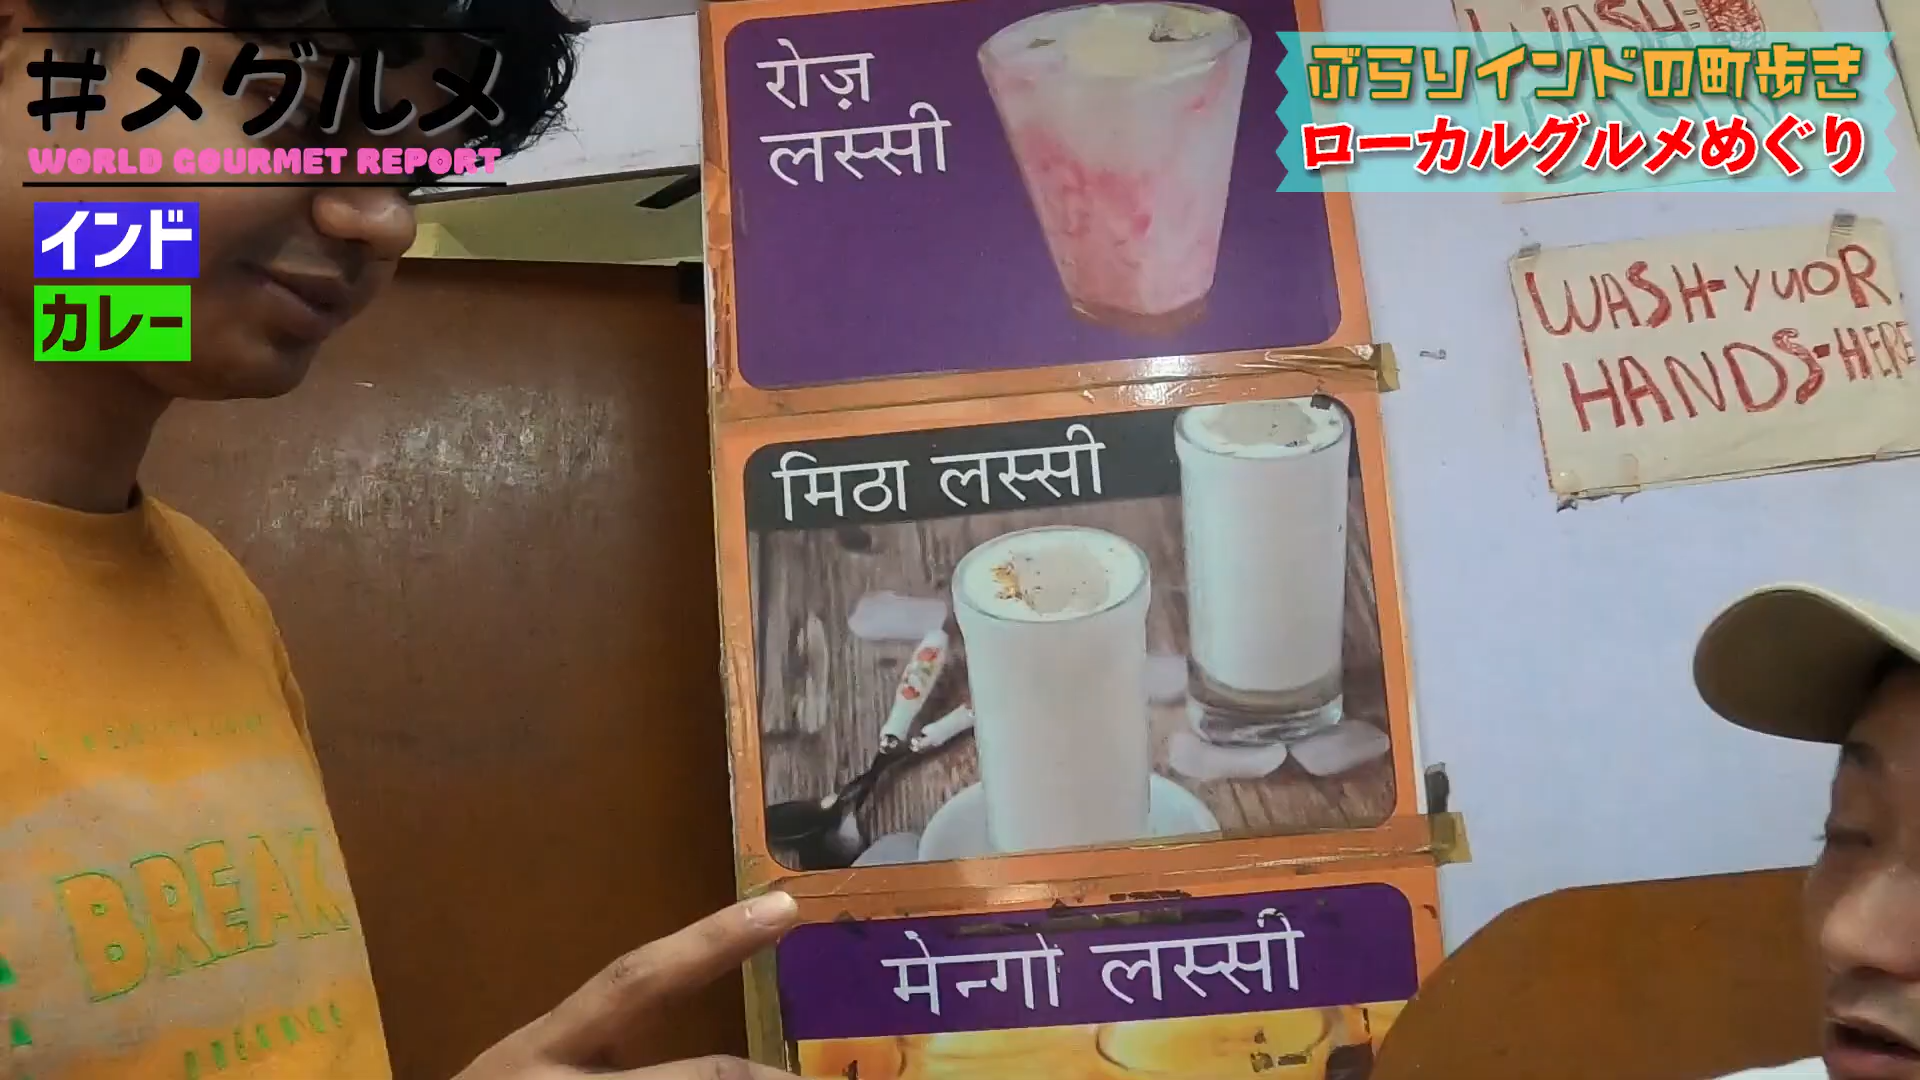 #メグルメ
WORLD GOURMET REPORT
インド
カレー
ぶらりインドの町歩き
ローカルグルメめぐり
रोज़
लस्सी
मिठा लस्सी
मेन्गो लस्सी
WASH
WASH-YUOR
HANDS-HERE
BREAK